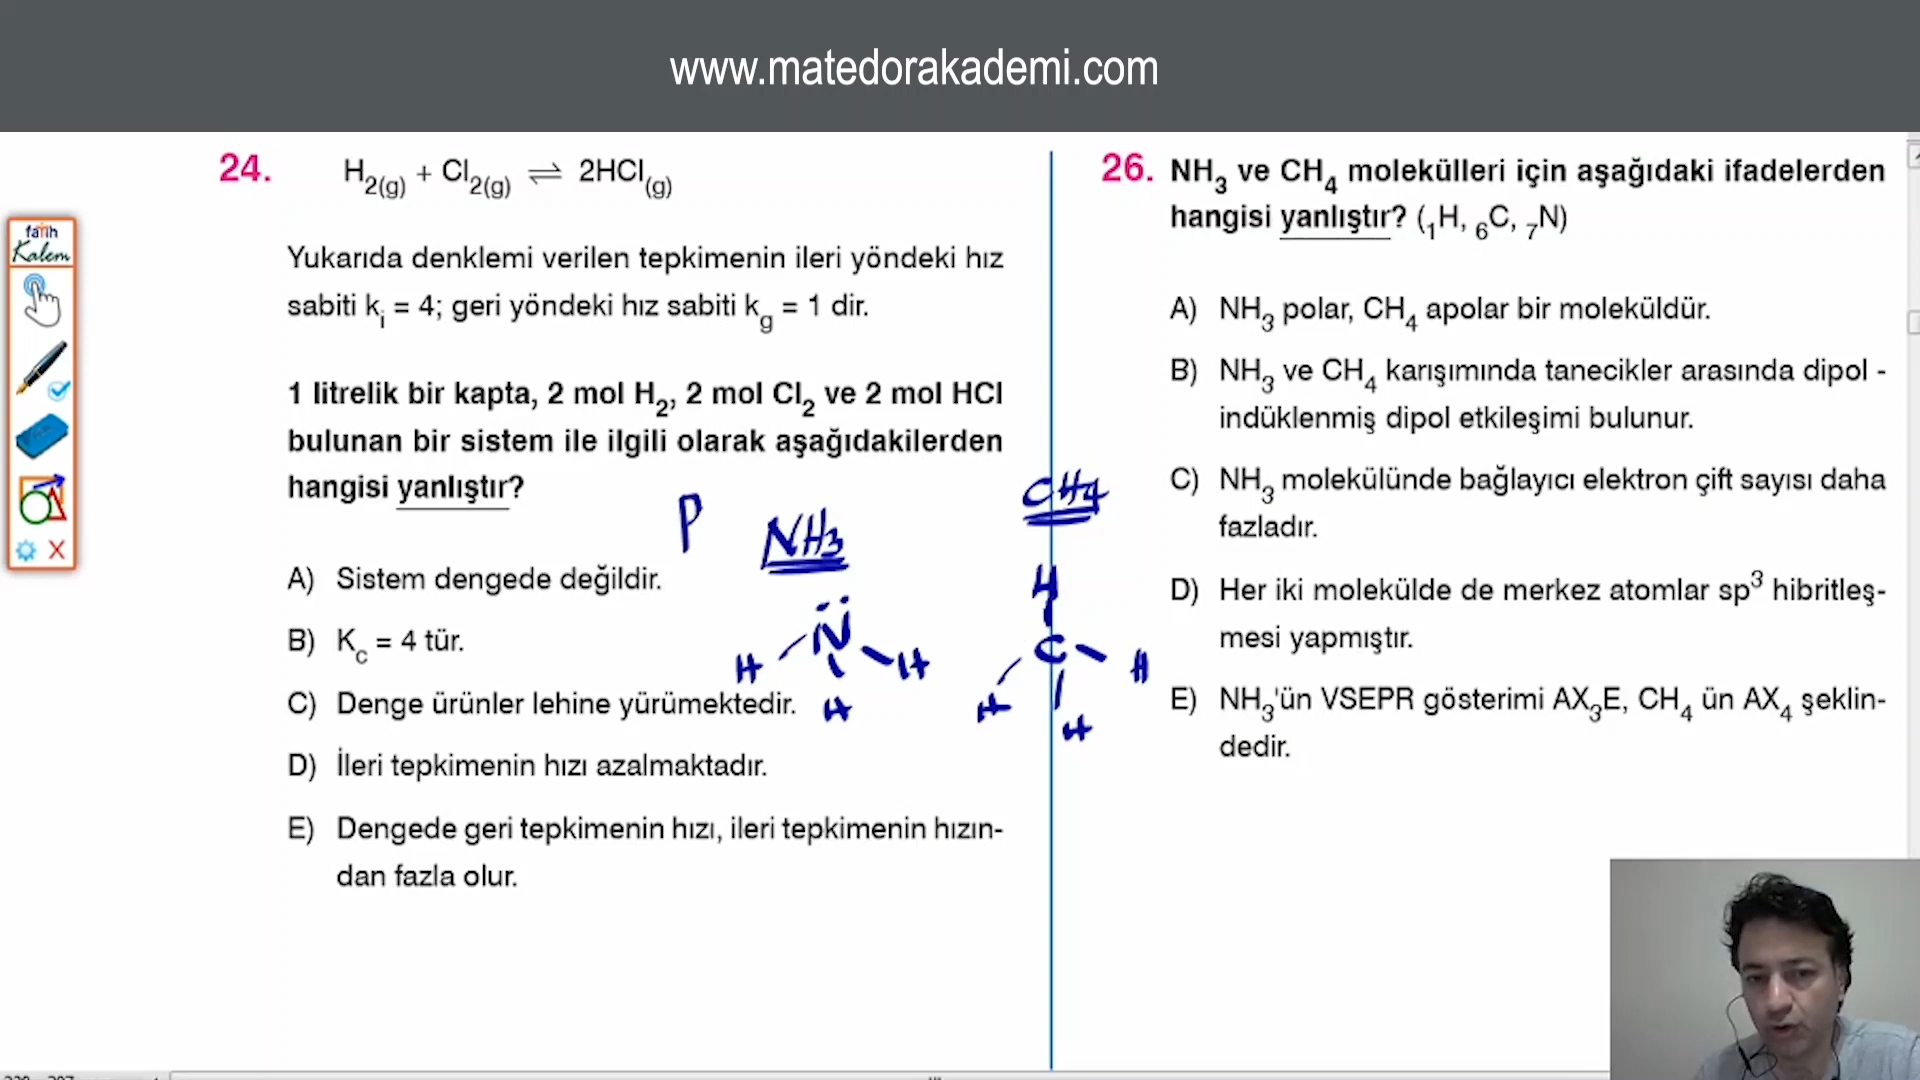 www.matedorakademi.com
fatih
Kalem
24. H2(g) + Cl2(g) ⇌ 2HCl(g)
Yukarıda denklemi verilen tepkimenin ileri yöndeki hız
sabiti ki = 4; geri yöndeki hız sabiti kg = 1 dir.
1 litrelik bir kapta, 2 mol H2, 2 mol Cl2 ve 2 mol HCl
bulunan bir sistem ile ilgili olarak aşağıdakilerden
hangisi yanlıştır?
A) Sistem dengede değildir.
B) Kc = 4 tür.
C) Denge ürünler lehine yürümektedir.
D) İleri tepkimenin hızı azalmaktadır.
E) Dengede geri tepkimenin hızı, ileri tepkimenin hızın-
dan fazla olur.
P
NH3
N
H H
H
CH4
H
C H
H
H
26. NH3 ve CH4 molekülleri için aşağıdaki ifadelerden
hangisi yanlıştır? (1H, 6C, 7N)
A) NH3 polar, CH4 apolar bir moleküldür.
B) NH3 ve CH4 karışımında tanecikler arasında dipol -
indüklenmiş dipol etkileşimi bulunur.
C) NH3 molekülünde bağlayıcı elektron çift sayısı daha
fazladır.
D) Her iki molekülde de merkez atomlar sp3 hibritleş-
mesi yapmıştır.
E) NH3'ün VSEPR gösterimi AX3E, CH4 ün AX4 şeklin-
dedir.